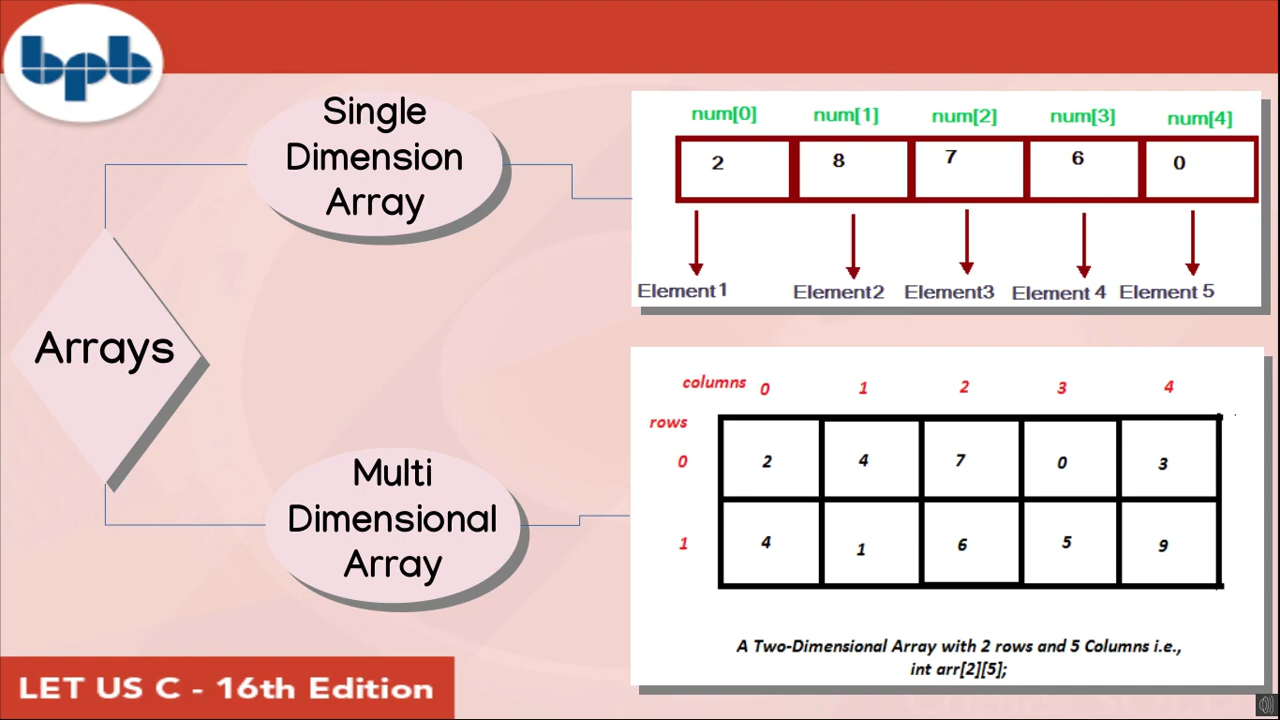 bpb
Single
Dimension
Array
num[0] num[1] num[2] num[3] num[4]
2 8 7 6 0
Element1 Element2 Element3 Element 4 Element 5
Arrays
Multi
Dimensional
Array
columns 0 1 2 3 4
rows
0 2 4 7 0 3
1 4 1 6 5 9
A Two-Dimensional Array with 2 rows and 5 Columns i.e.,
int arr[2][5];
LET US C - 16th Edition